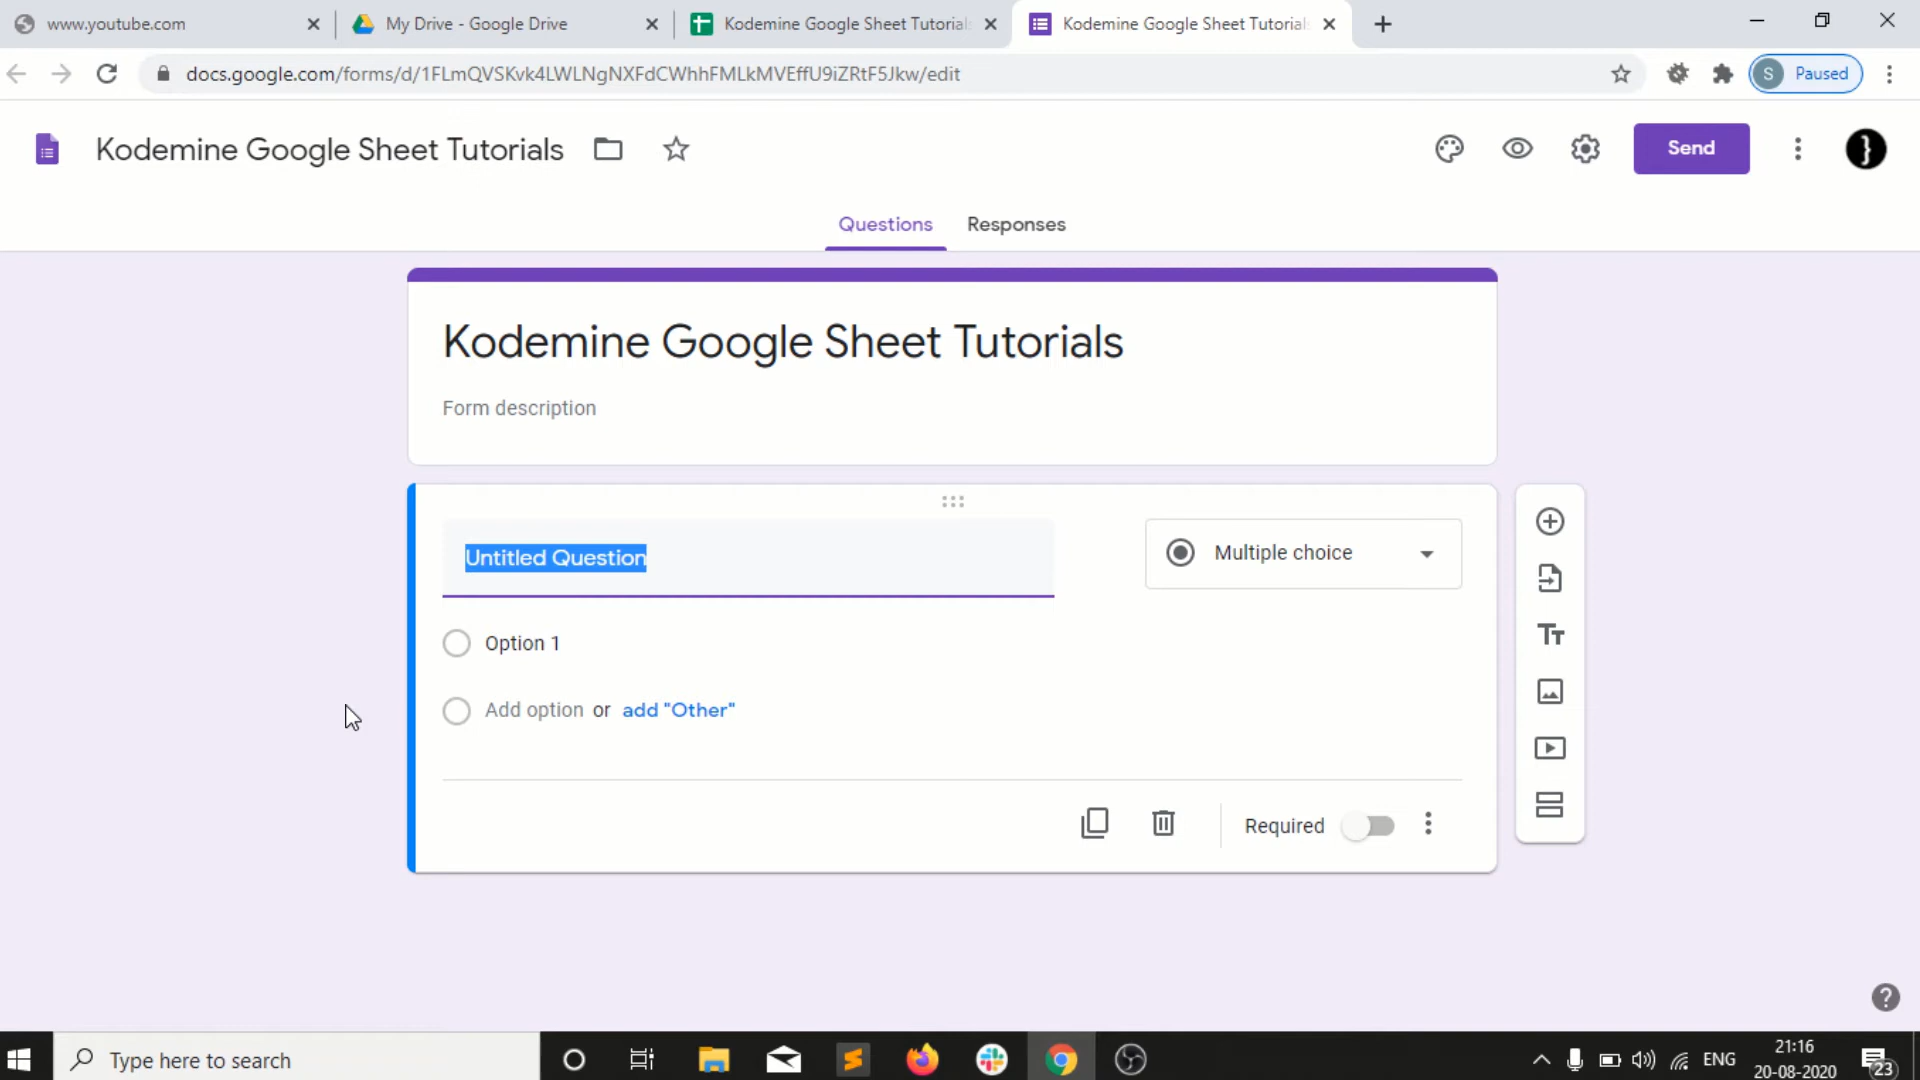 www.youtube.com
My Drive - Google Drive
Kodemine Google Sheet Tutorials
Kodemine Google Sheet Tutorials
docs.google.com/forms/d/1FLmQVSKvk4LWLNgNXFdCWhhFMLkMVEffU9iZRtF5Jkw/edit
S Paused
Kodemine Google Sheet Tutorials
Send
Questions Responses
Kodemine Google Sheet Tutorials
Form description
Untitled Question
Multiple choice
Option 1
Add option or add "Other"
Required
Type here to search
ENG
21:16
20-08-2020
23